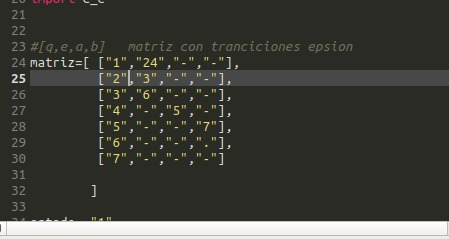 import C_C
21
22
23 #[q,e,a,b]   matriz con tranciciones epsion
24 matriz=[ ["1","24","-","-"],
25          ["2","3","-","-"],
26          ["3","6","-","-"],
27          ["4","-","5","-"],
28          ["5","-","-","7"],
29          ["6","-","-","."],
30          ["7","-","-","-"]
31
32         ]
33
34 estado= "1"